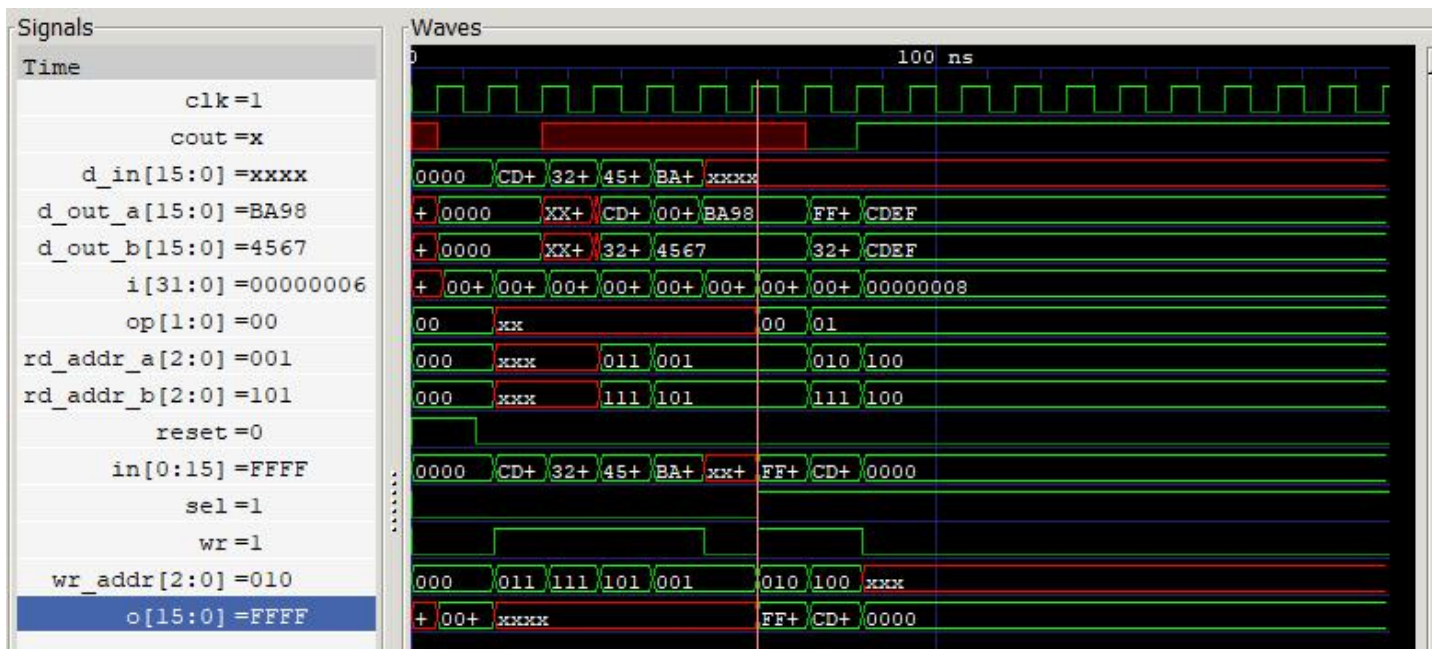 Signals Waves
Time 0 100 ns
clk=1
cout=x
d_in[15:0]=xxxx 0000 CD+ 32+ 45+ BA+ xxxx
d_out_a[15:0]=BA98 + 0000 XX+ CD+ 00+ BA98 FF+ CDEF
d_out_b[15:0]=4567 + 0000 XX+ 32+ 4567 32+ CDEF
i[31:0]=00000006 + 00+ 00+ 00+ 00+ 00+ 00+ 00+ 00+ 00000008
op[1:0]=00 00 xx 00 01
rd_addr_a[2:0]=001 000 xxx 011 001 010 100
rd_addr_b[2:0]=101 000 xxx 111 101 111 100
reset=0
in[0:15]=FFFF 0000 CD+ 32+ 45+ BA+ xx+ FF+ CD+ 0000
sel=1
wr=1
wr_addr[2:0]=010 000 011 111 101 001 010 100 xxx
o[15:0]=FFFF + 00+ xxxx FF+ CD+ 0000